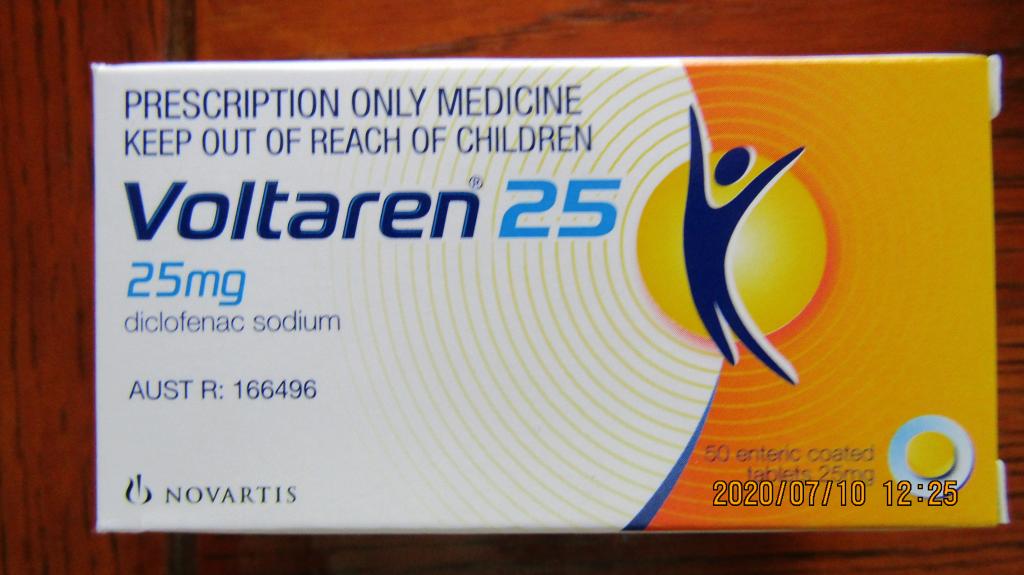 PRESCRIPTION ONLY MEDICINE
KEEP OUT OF REACH OF CHILDREN
Voltaren® 25
25mg
diclofenac sodium
AUST R: 166496
NOVARTIS
50 enteric coated
tablets 25mg
2020/07/10 12:25